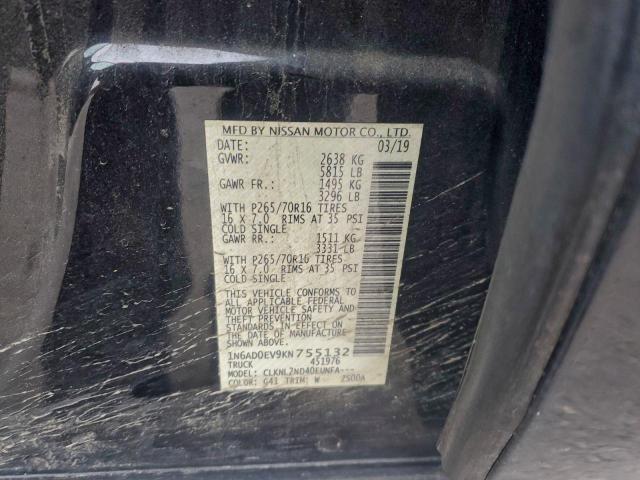 MFD BY NISSAN MOTOR CO., LTD.
DATE: 03/19
GVWR: 2638 KG
5815 LB
GAWR FR.: 1495 KG
3296 LB
WITH P265/70R16 TIRES
16 X 7.0 RIMS AT 35 PSI
COLD SINGLE
GAWR RR.: 1511 KG
3331 LB
WITH P265/70R16 TIRES
16 X 7.0 RIMS AT 35 PSI
COLD SINGLE
THIS VEHICLE CONFORMS TO
ALL APPLICABLE FEDERAL
MOTOR VEHICLE SAFETY AND
THEFT PREVENTION
STANDARDS IN EFFECT ON
THE DATE OF MANUFACTURE
SHOWN ABOVE.
1N6AD0EV9KN755132
TRUCK 451976
MODEL: CLKNL2ND40EUNFA---
COLOR: G41 TRIM: W 2500A